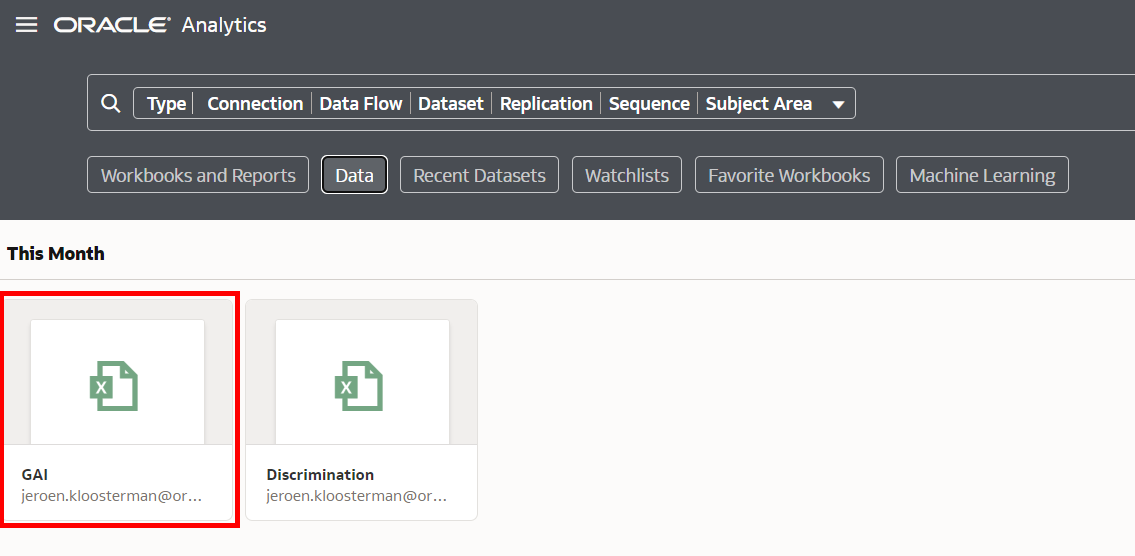 ORACLE Analytics
Type Connection Data Flow Dataset Replication Sequence Subject Area
Workbooks and Reports Data Recent Datasets Watchlists Favorite Workbooks Machine Learning
This Month
X X
GAI Discrimination
jeroen.kloosterman@or... jeroen.kloosterman@or...